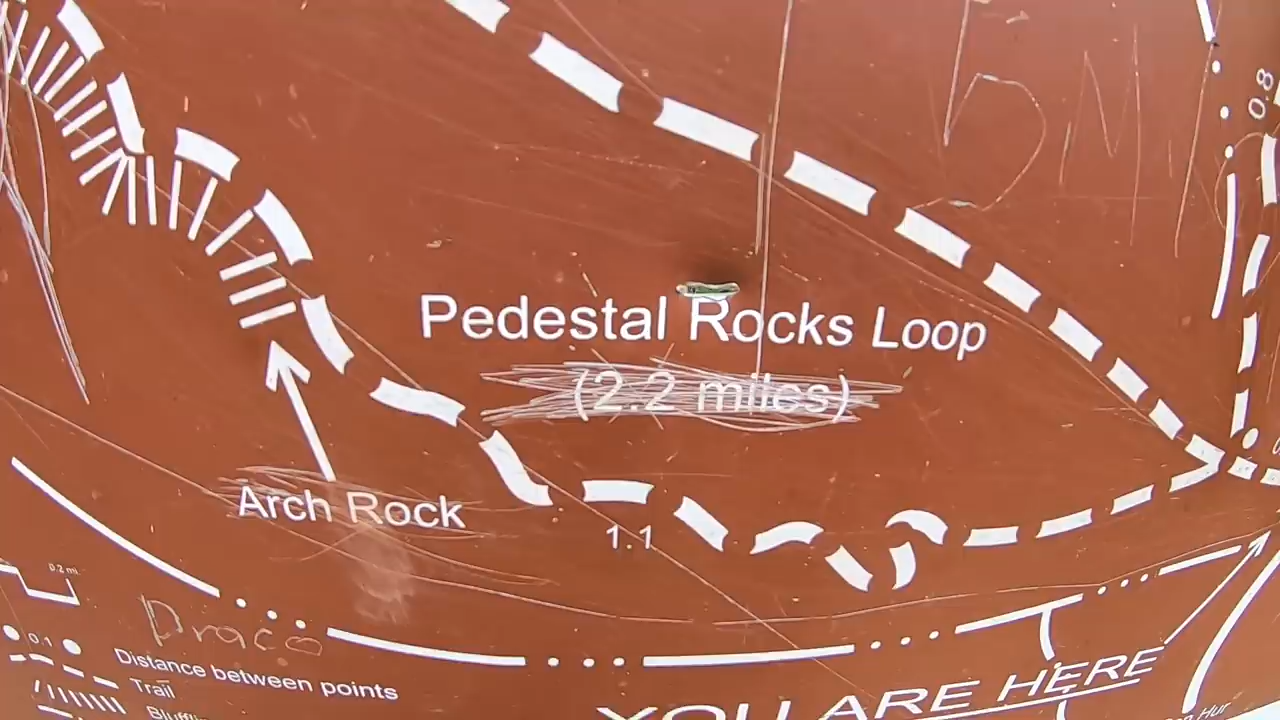 5 M
0.8
Pedestal Rocks Loop
(2.2 miles)
Arch Rock
1.1
0.2 mi.
Draco
0.1
Distance between points
Trail
YOU ARE HERE